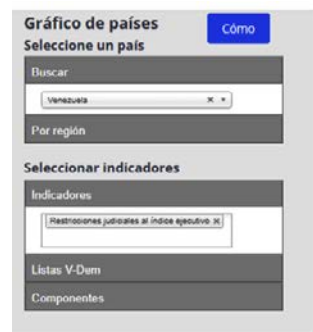 Gráfico de países
Cómo
Seleccione un país
Buscar
Venezuela × ▾
Por región
Seleccionar indicadores
Indicadores
Restricciones judiciales al índice ejecutivo ×
Listas V-Dem
Componentes